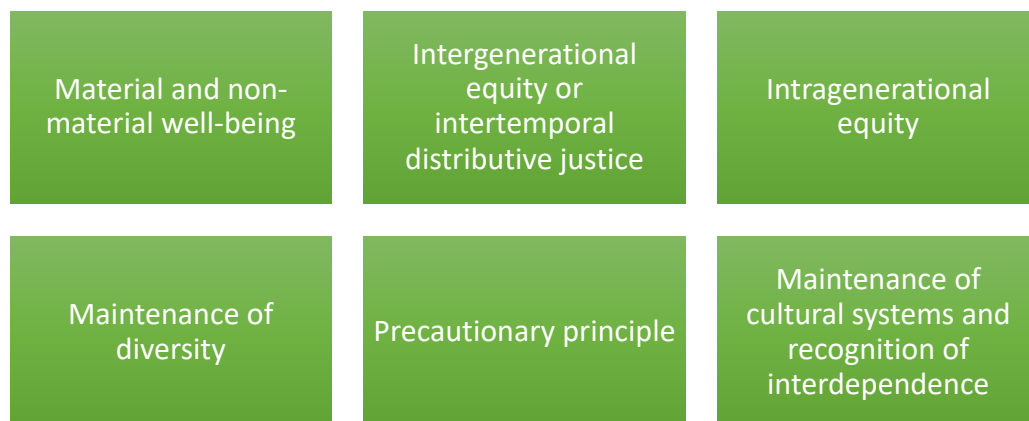 Material and non-
material well-being
Intergenerational
equity or
intertemporal
distributive justice
Intragenerational
equity
Maintenance of
diversity
Precautionary principle
Maintenance of
cultural systems and
recognition of
interdependence